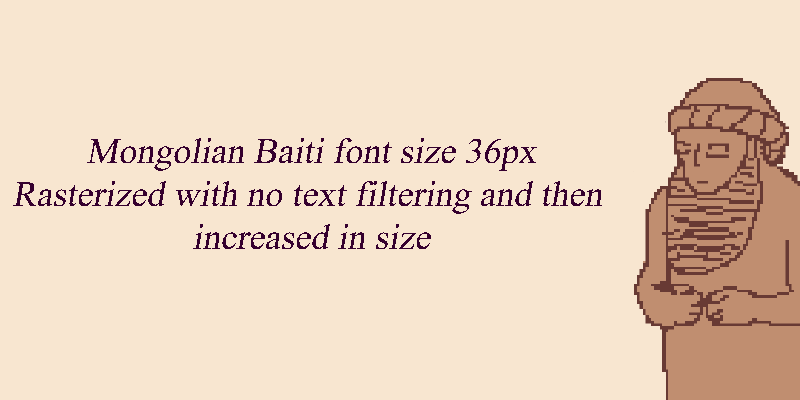 Mongolian Baiti font size 36px
Rasterized with no text filtering and then
increased in size